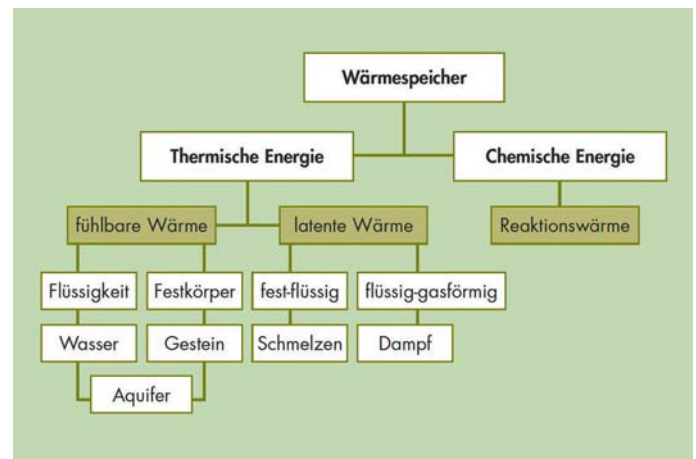 Wärmespeicher
Thermische Energie
Chemische Energie
fühlbare Wärme
latente Wärme
Reaktionswärme
Flüssigkeit
Festkörper
fest-flüssig
flüssig-gasförmig
Wasser
Gestein
Schmelzen
Dampf
Aquifer